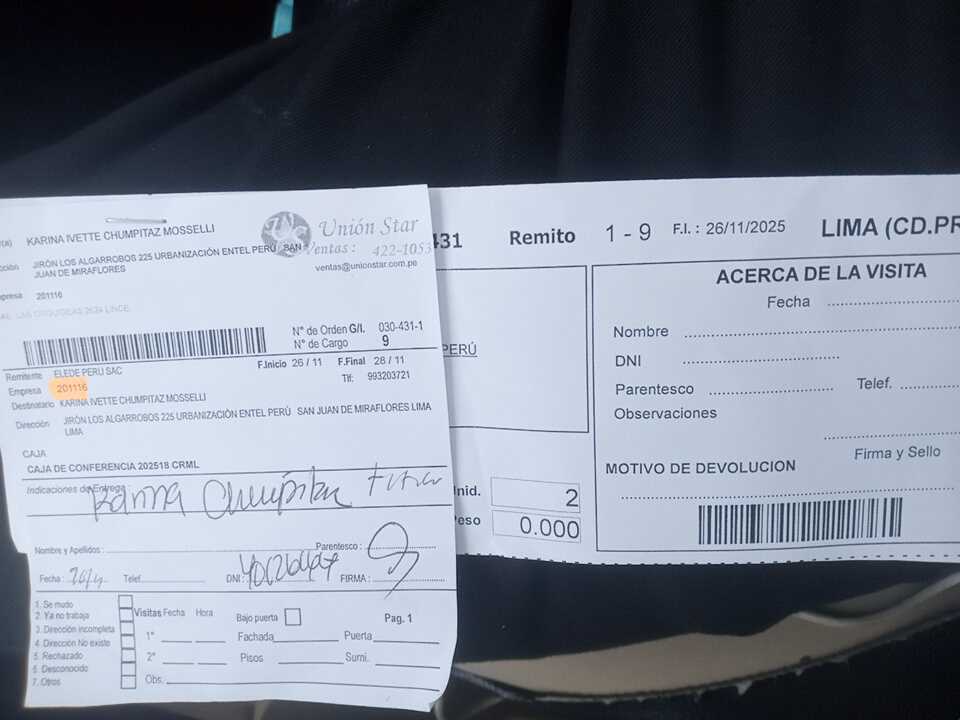 KARINA IVETTE CHUMPITAZ MOSSELLI
JIRÓN LOS ALGARROBOS 225 URBANIZACIÓN ENTEL PERÚ SAN
JUAN DE MIRAFLORES
201116
Unión Star
Ventas: 422-1053
ventas@unionstar.com.pe
N° de Orden G/I. 030-431-1
N° de Cargo 9
Remitente ELEDE PERU SAC
F.Inicio 26 / 11 F.Final 28 / 11
Empresa 201116
Tlf: 993203721
Destinatario KARINA IVETTE CHUMPITAZ MOSSELLI
Dirección JIRÓN LOS ALGARROBOS 225 URBANIZACIÓN ENTEL PERÚ SAN JUAN DE MIRAFLORES LIMA
LIMA
CAJA
CAJA DE CONFERENCIA 202518 CRML
Indicaciones de Entrega:
Karina Chumpitaz
Nombre y Apellidos: Parentesco:
Fecha: Telef. DNI: FIRMA:
1. Se mudo
2. Ya no trabaja
3. Dirección incompleta
4. Dirección No existe
5. Rechazado
6. Desconocido
7. Otros
Visitas Fecha Hora Bajo puerta Pag. 1
1° Fachada Puerta
2° Pisos Sumi.
Obs.
431 Remito 1 - 9 F.I. : 26/11/2025 LIMA (CD.PR
PERÚ
Unid. 2
Peso 0.000
ACERCA DE LA VISITA
Fecha
Nombre
DNI
Parentesco Telef.
Observaciones
Firma y Sello
MOTIVO DE DEVOLUCION